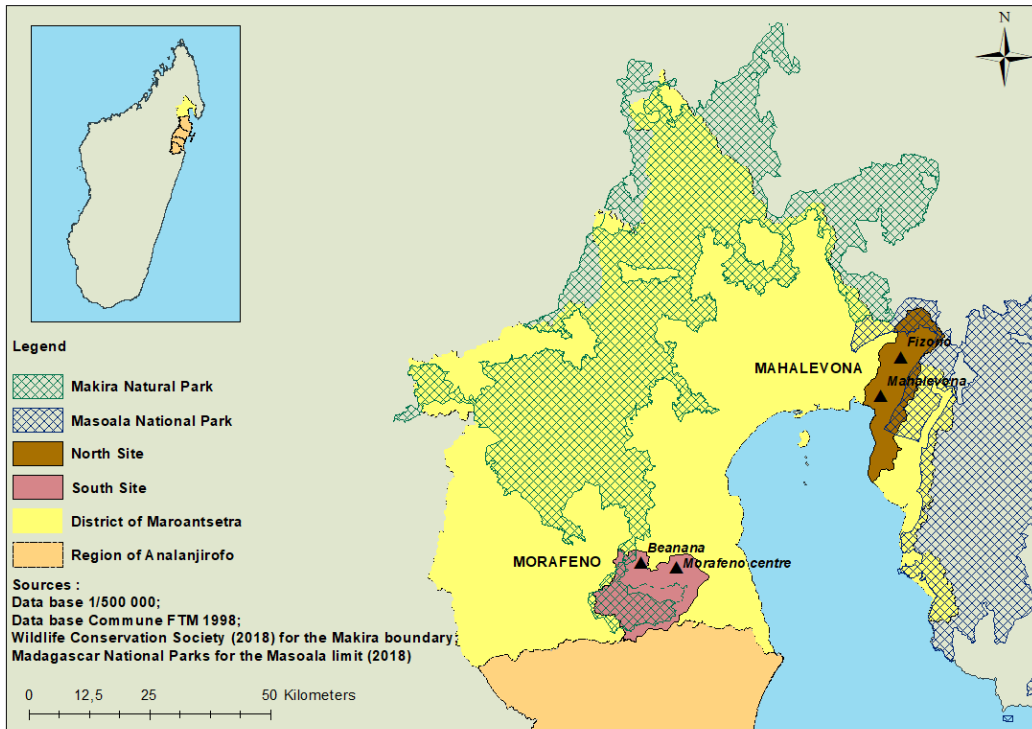 N
Fizono
MAHALEVONA
Mahalevona
Legend
Makira Natural Park
Masoala National Park
North Site
South Site
District of Maroantsetra
Region of Analanjirofo
Beanana
MORAFENO
Morafeno centre
Sources :
Data base 1/500 000;
Data base Commune FTM 1998;
Wildlife Conservation Society (2018) for the Makira boundary;
Madagascar National Parks for the Masoala limit (2018)
0 12,5 25 50 Kilometers